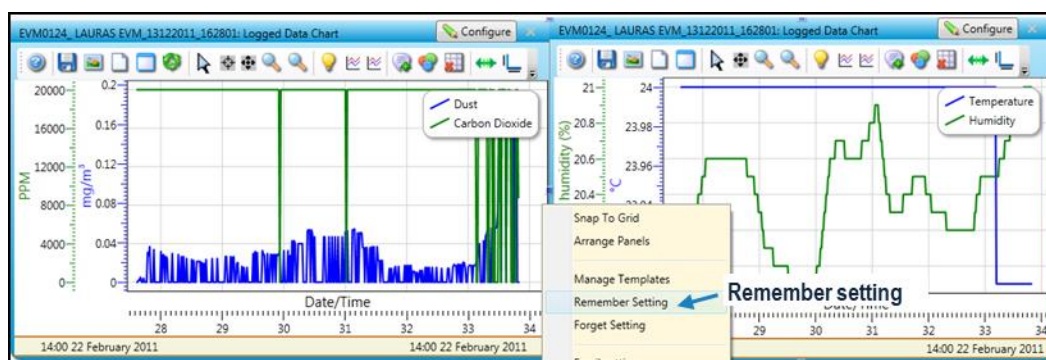 EVM0124_ LAURAS EVM_13122011_162801: Logged Data Chart
Configure
20000
16000
12000
8000
4000
0
PPM
0.2
0.16
0.12
0.08
0.04
0
mg/m³
Dust
Carbon Dioxide
Date/Time
28 29 30 31 32 33 34
14:00 22 February 2011 14:00 22 February 2011
EVM0124_ LAURAS EVM_13122011_162801: Logged Data Chart
Configure
21
20.8
20.6
20.4
humidity (%)
24
23.98
23.96
23.94
°C
Temperature
Humidity
Snap To Grid
Arrange Panels
Manage Templates
Remember Setting
Forget Setting
Remember setting
29 30 31 32 33 34
14:00 22 February 2011